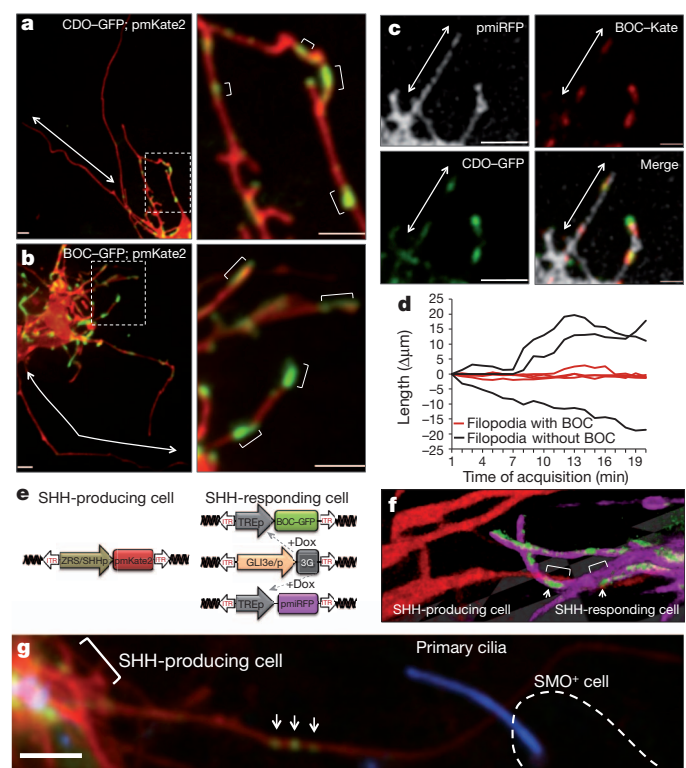 a
CDO–GFP; pmKate2
b
BOC–GFP; pmKate2
c
pmiRFP
BOC–Kate
CDO–GFP
Merge
d
Length (Δμm)
25
20
15
10
5
0
−5
−10
−15
−20
−25
Filopodia with BOC
Filopodia without BOC
1 4 7 10 13 16 19
Time of acquisition (min)
e
SHH-producing cell
SHH-responding cell
ITR ZRS/SHHp pmKate2 ITR
ITR TREp BOC-GFP ITR
+Dox
ITR GLI3e/p 3G ITR
+Dox
ITR TREp pmiRFP ITR
f
SHH-producing cell
SHH-responding cell
g
SHH-producing cell
Primary cilia
SMO⁺ cell